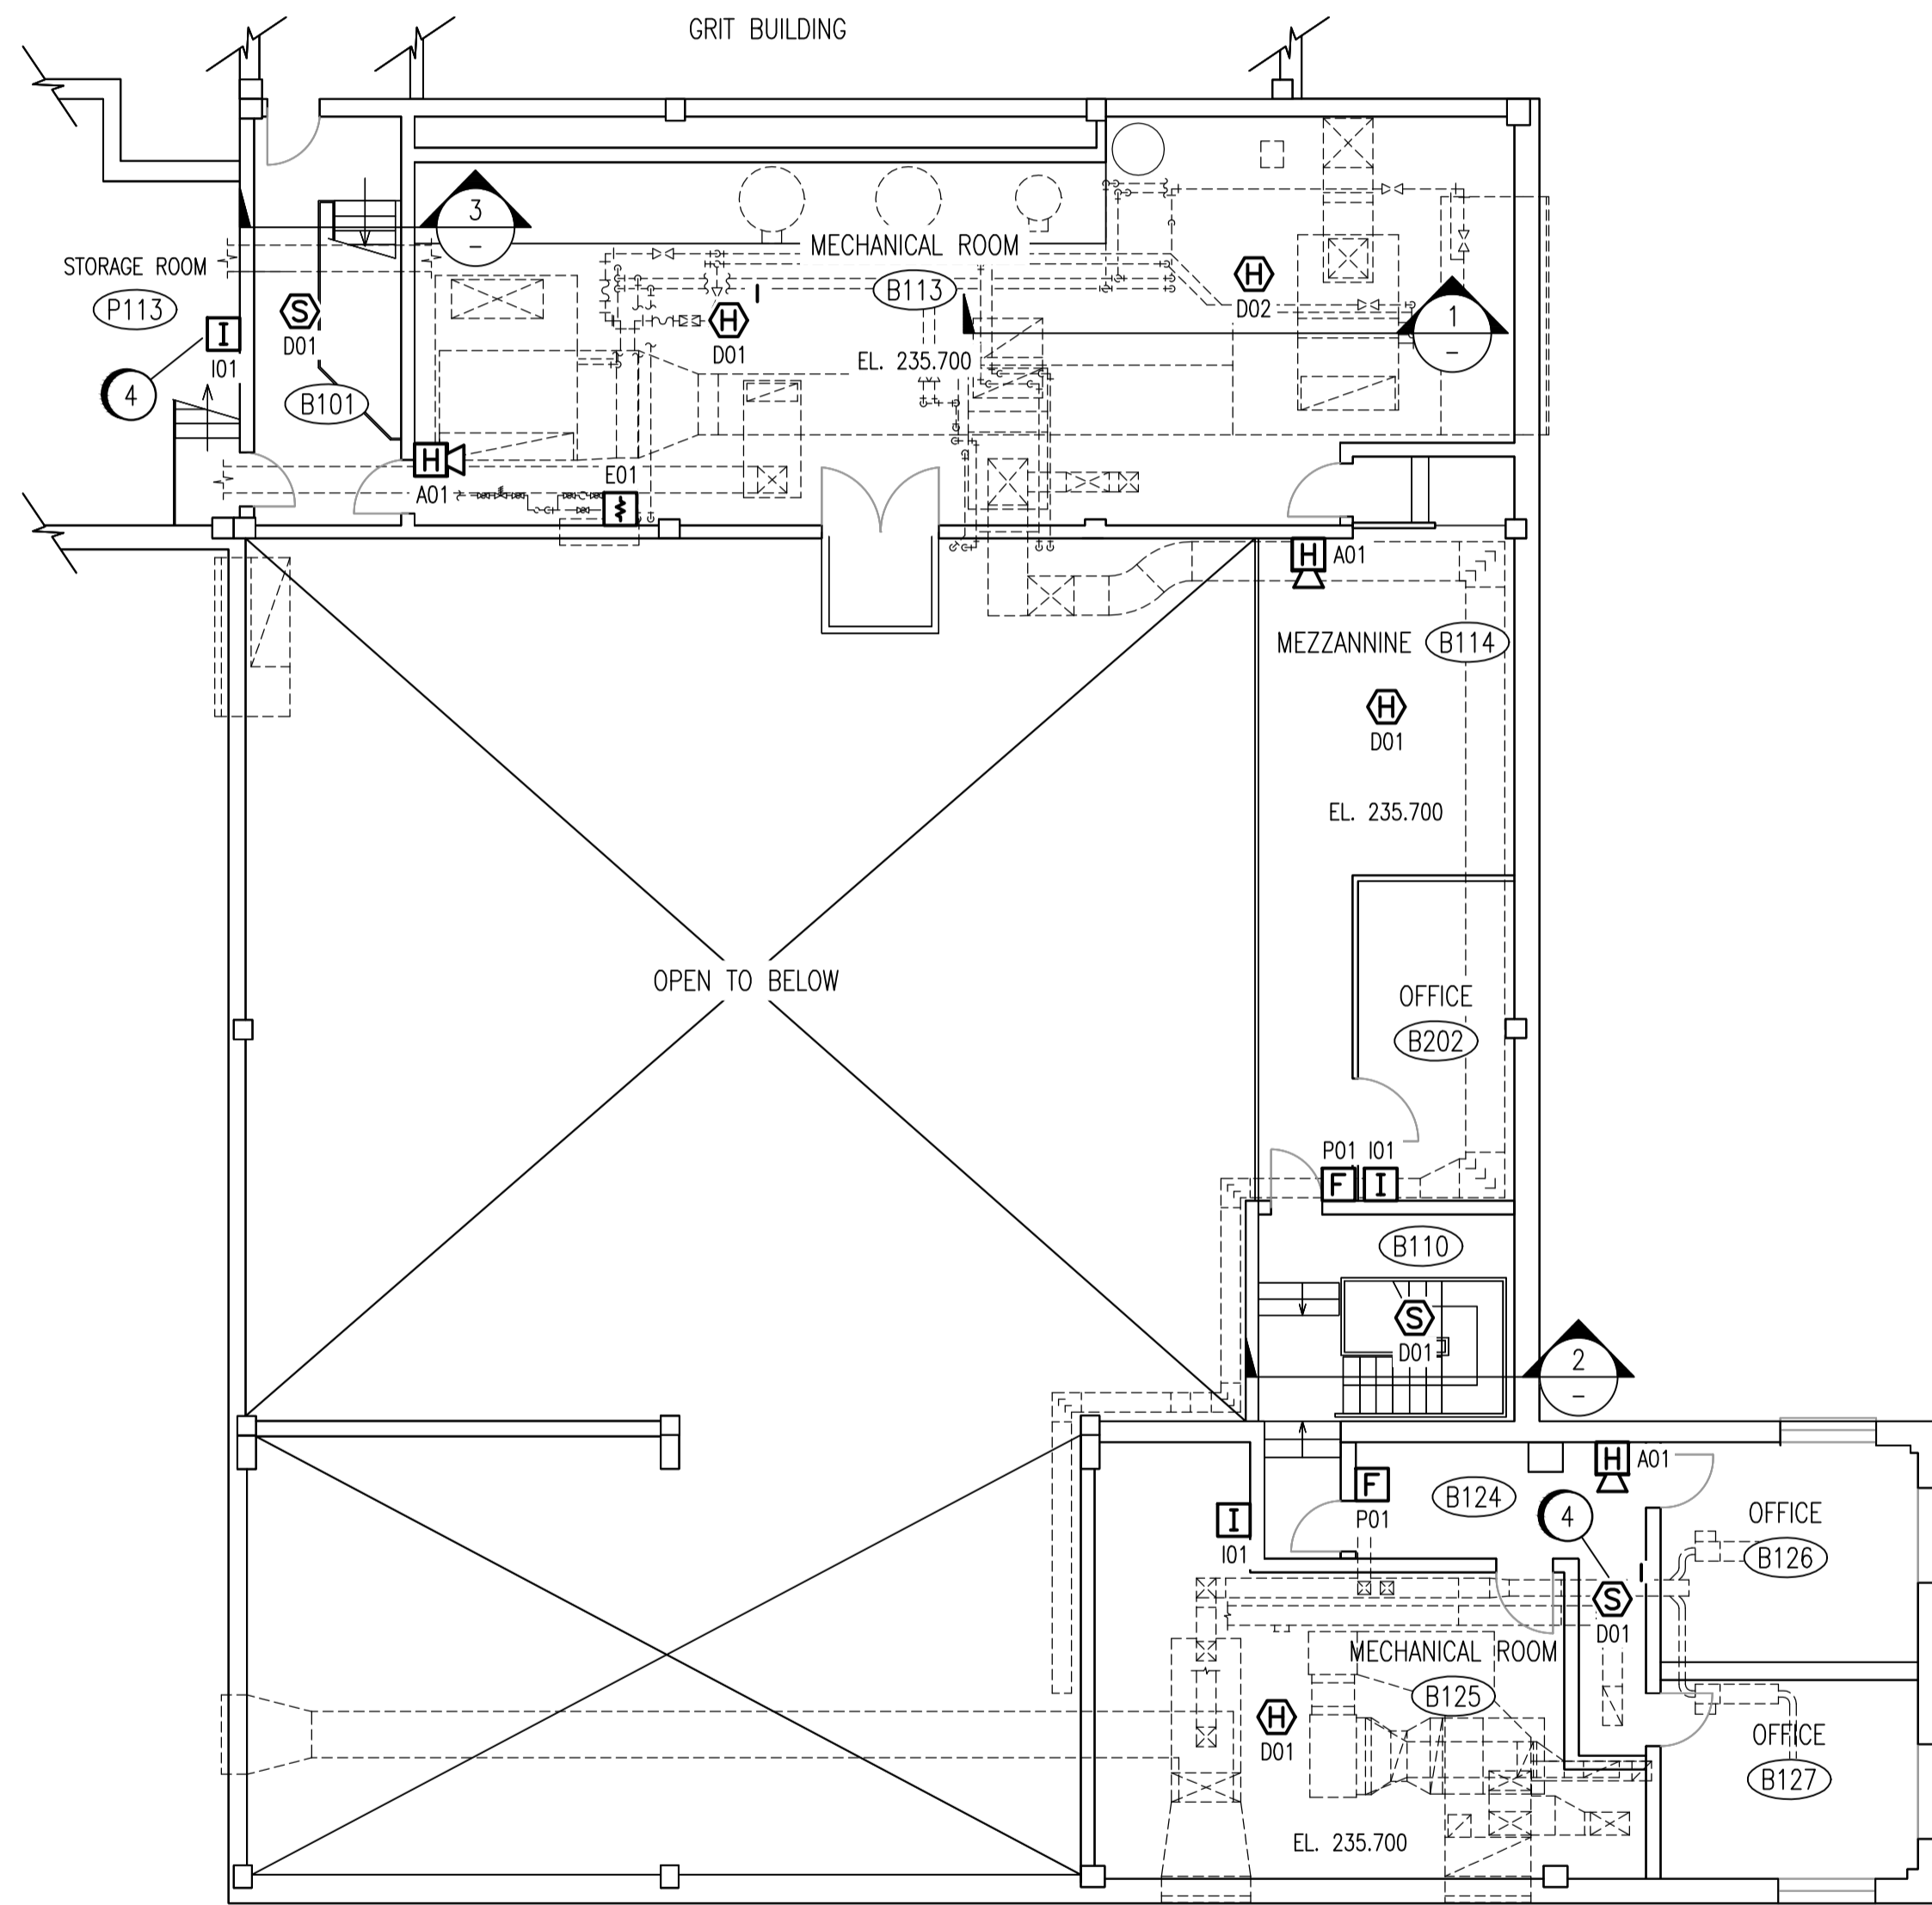 GRIT BUILDING
3
-
MECHANICAL ROOM
B113
STORAGE ROOM
P113
S
D01
I
I01
4
B101
H
D01
I
H
D02
1
-
EL. 235.700
H
A01
E01
H
A01
MEZZANNINE
B114
H
D01
EL. 235.700
OPEN TO BELOW
OFFICE
B202
P01 I01
F I
B110
S
D01
2
-
H
A01
F
P01
B124
4
I
I01
OFFICE
B126
I
S
D01
MECHANICAL ROOM
B125
H
D01
OFFICE
B127
EL. 235.700